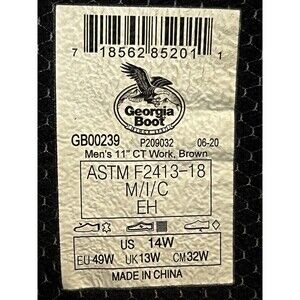 7 18562 85201 1
Georgia
Boot
GB00239 P209032 06-20
Men's 11" CT Work, Brown
ASTM F2413-18
M/I/C
EH
US 14W
EU 49W UK 13W CM 32W
MADE IN CHINA